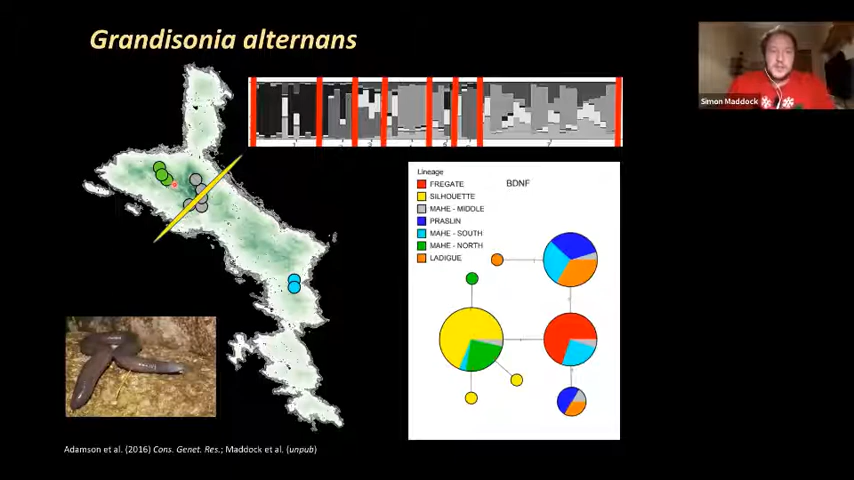 Grandisonia alternans
Simon Maddock
Lineage
BDNF
FREGATE
SILHOUETTE
MAHE - MIDDLE
PRASLIN
MAHE - SOUTH
MAHE - NORTH
LADIGUE
Adamson et al. (2016) Cons. Genet. Res.; Maddock et al. (unpub)